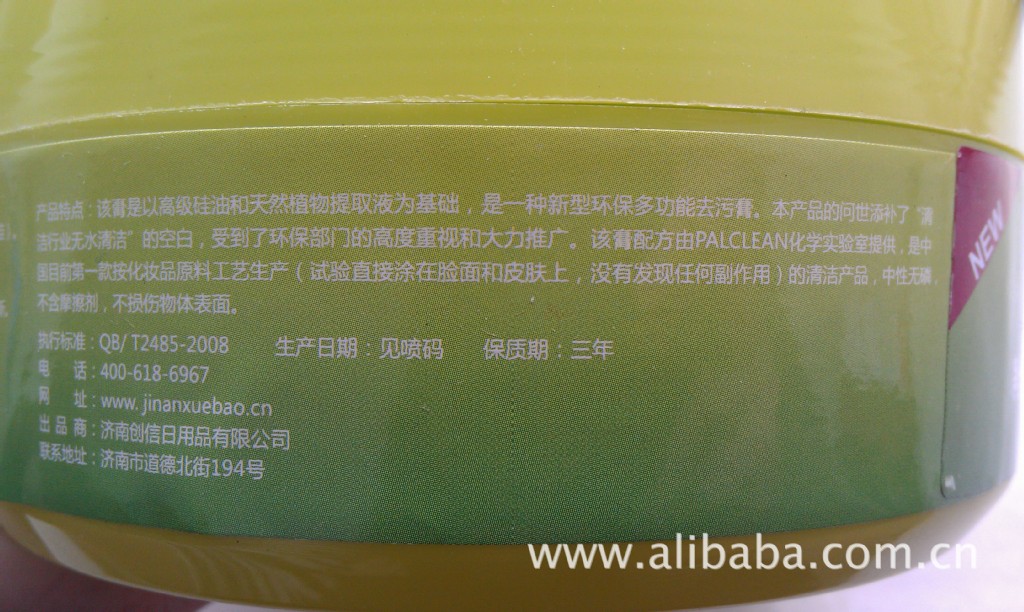 产品特点：该膏是以高级硅油和天然植物提取液为基础，是一种新型环保多功能去污膏。本产品的问世添补了“清
洁行业无水清洁”的空白，受到了环保部门的高度重视和大力推广。该膏配方由PALCLEAN化学实验室提供，是中
国目前第一款按化妆品原料工艺生产（试验直接涂在脸面和皮肤上，没有发现任何副作用）的清洁产品，中性无磷，
不含摩擦剂，不损伤物体表面。
执行标准：QB/ T2485-2008 生产日期：见喷码 保质期：三年
电 话：400-618-6967
网 址：www.jinanxuebao.cn
出 品 商：济南创信日用品有限公司
联系地址：济南市道德北街194号
NEW
www.alibaba.com.cn